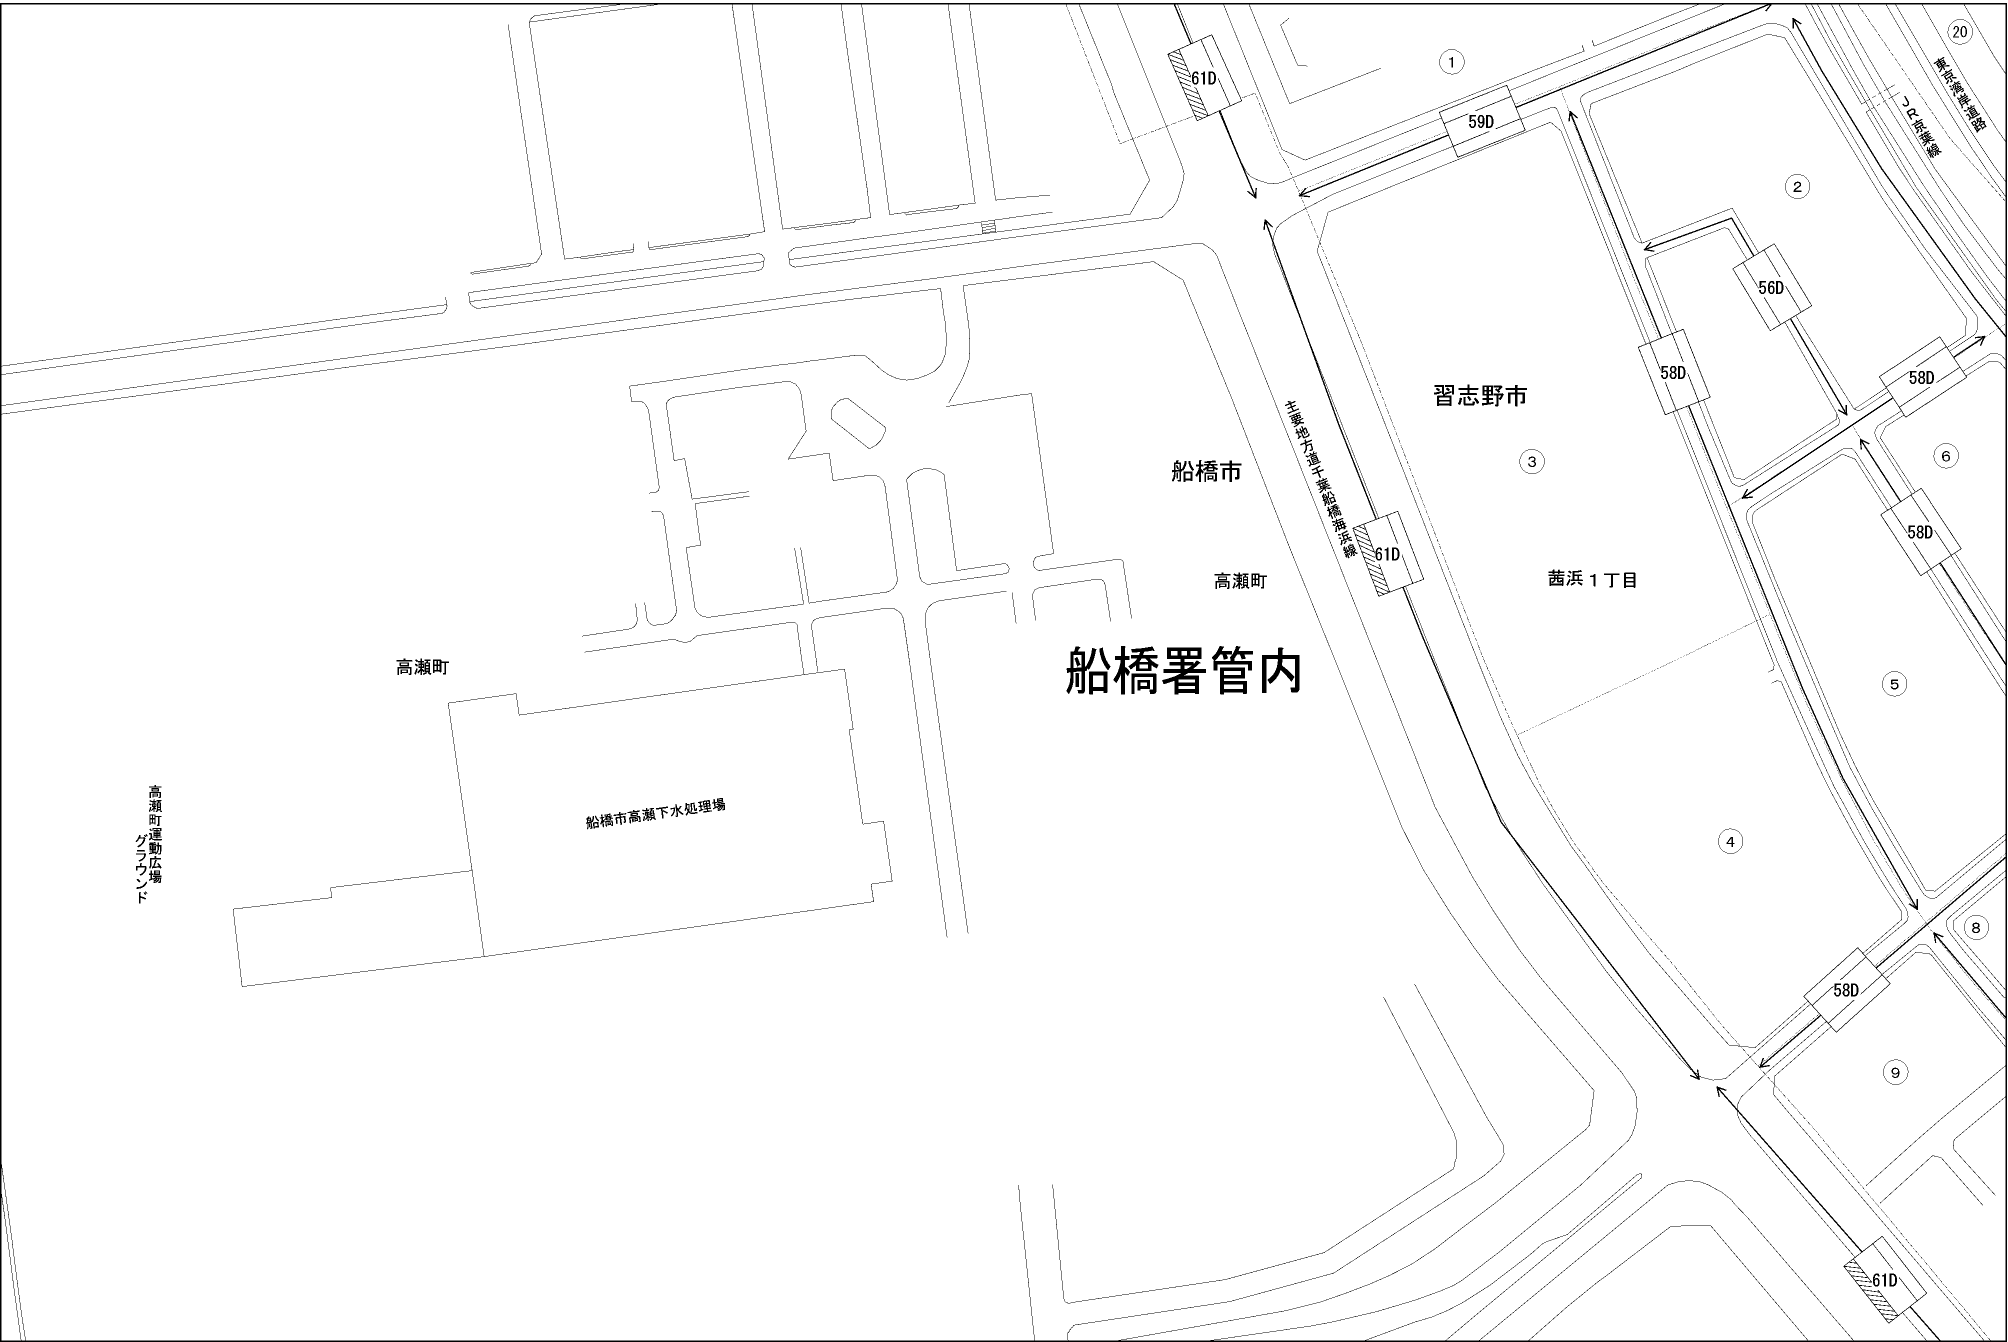 61D
①
⑳
東京湾岸道路
JR京葉線
59D
②
56D
58D
58D
習志野市
主要地方道千葉船橋海浜線
③
⑥
船橋市
58D
61D
高瀬町
茜浜１丁目
高瀬町
船橋署管内
⑤
高瀬町運動広場
グラウンド
船橋市高瀬下水処理場
④
⑧
58D
⑨
61D